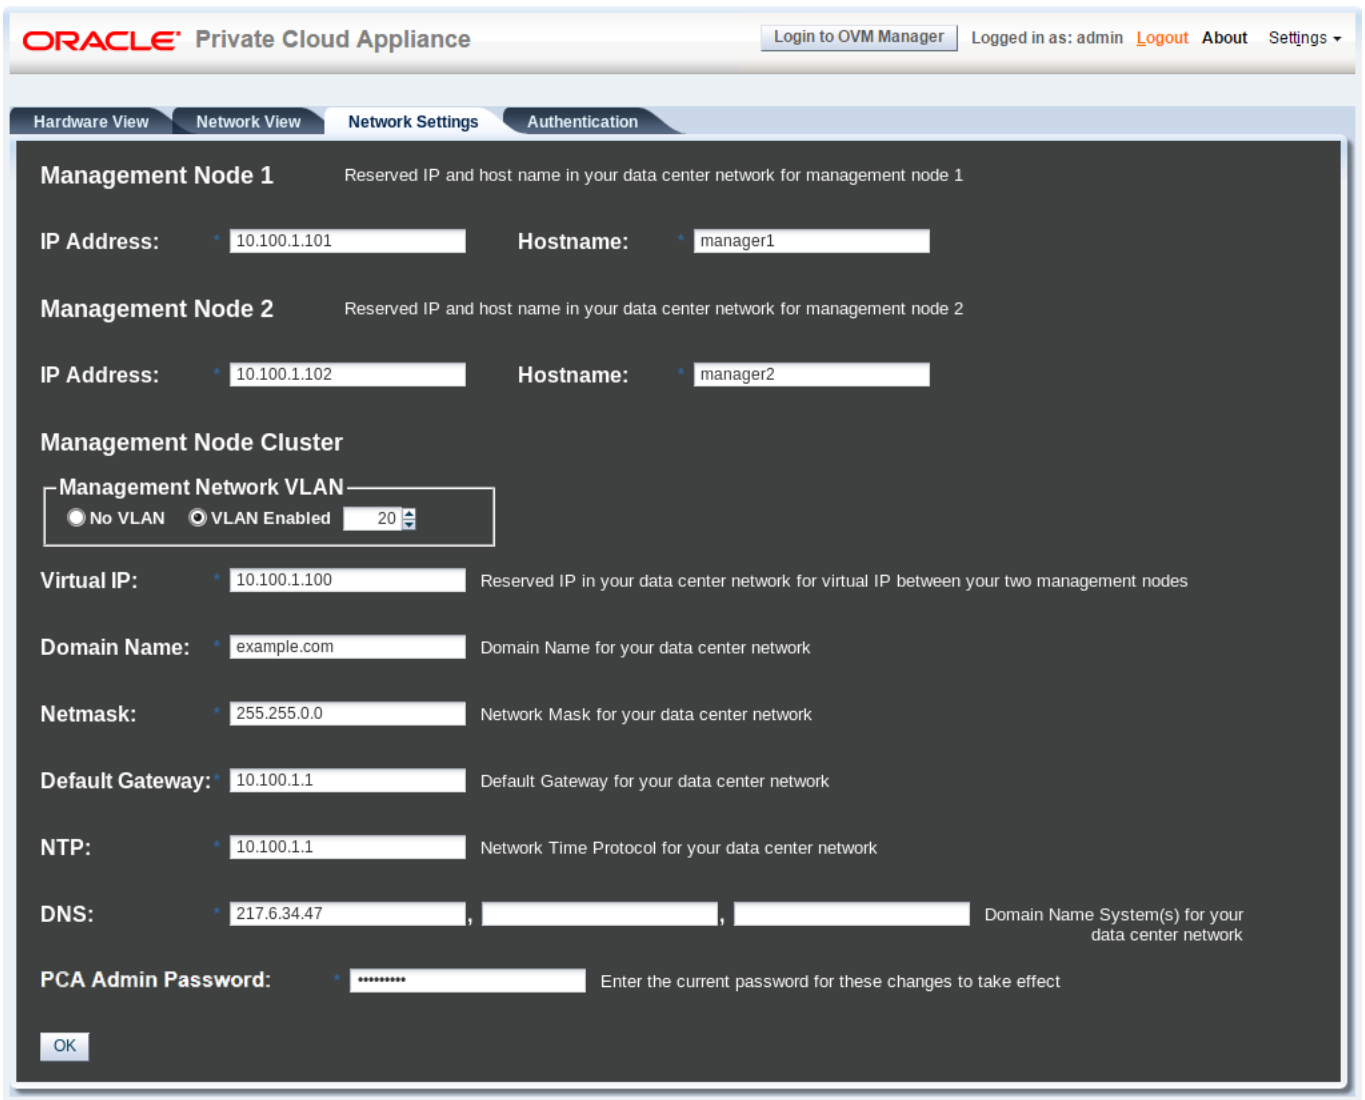 ORACLE Private Cloud Appliance Login to OVM Manager Logged in as: admin Logout About Settings
Hardware View Network View Network Settings Authentication
Management Node 1 Reserved IP and host name in your data center network for management node 1
IP Address: * 10.100.1.101 Hostname: * manager1
Management Node 2 Reserved IP and host name in your data center network for management node 2
IP Address: * 10.100.1.102 Hostname: * manager2
Management Node Cluster
Management Network VLAN
No VLAN VLAN Enabled 20
Virtual IP: * 10.100.1.100 Reserved IP in your data center network for virtual IP between your two management nodes
Domain Name: * example.com Domain Name for your data center network
Netmask: * 255.255.0.0 Network Mask for your data center network
Default Gateway: * 10.100.1.1 Default Gateway for your data center network
NTP: * 10.100.1.1 Network Time Protocol for your data center network
DNS: * 217.6.34.47 , , Domain Name System(s) for your
data center network
PCA Admin Password: * ••••••••• Enter the current password for these changes to take effect
OK